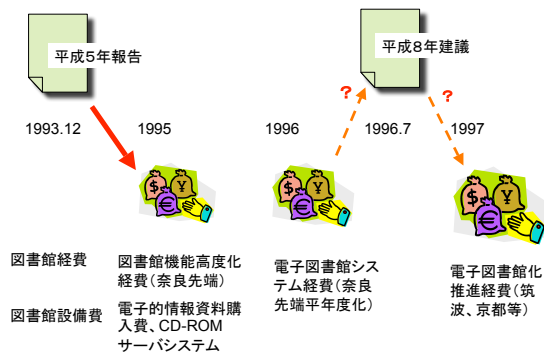 平成5年報告
平成8年建議
?
?
1993.12
1995
1996
1996.7
1997
$
¥
€
$
¥
€
$
¥
€
図書館経費
図書館設備費
図書館機能高度化
経費(奈良先端)
電子的情報資料購
入費、CD-ROM
サーバシステム
電子図書館シス
テム経費(奈良
先端平年度化)
電子図書館化
推進経費(筑
波、京都等)